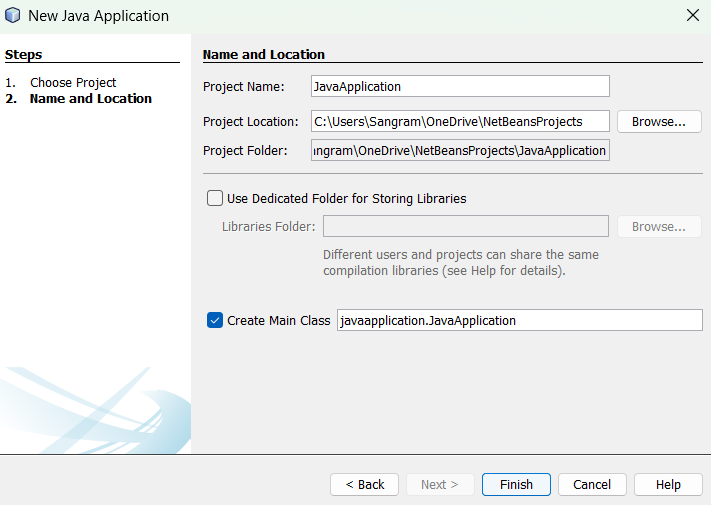 New Java Application
Steps
1. Choose Project
2. Name and Location
Name and Location
Project Name: JavaApplication
Project Location: C:\Users\Sangram\OneDrive\NetBeansProjects Browse...
Project Folder: ngram\OneDrive\NetBeansProjects\JavaApplication
Use Dedicated Folder for Storing Libraries
Libraries Folder: Browse...
Different users and projects can share the same
compilation libraries (see Help for details).
Create Main Class javaapplication.JavaApplication
< Back Next > Finish Cancel Help